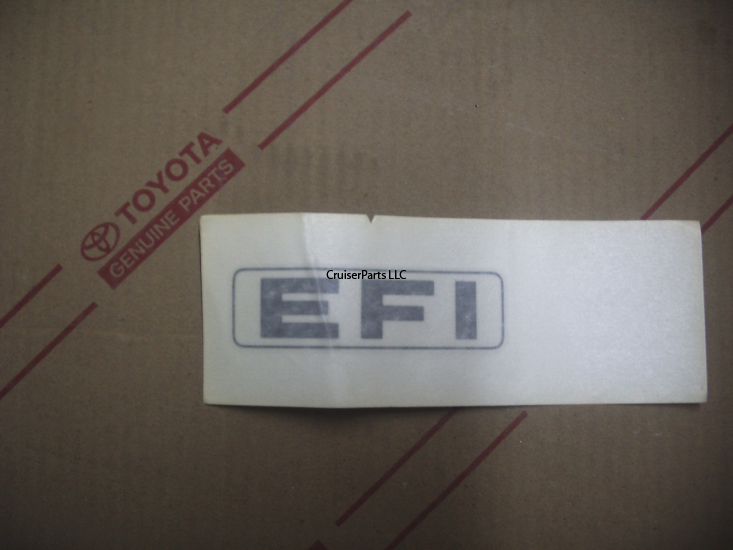 TOYOTA
GENUINE PARTS
CruiserParts LLC
EFI